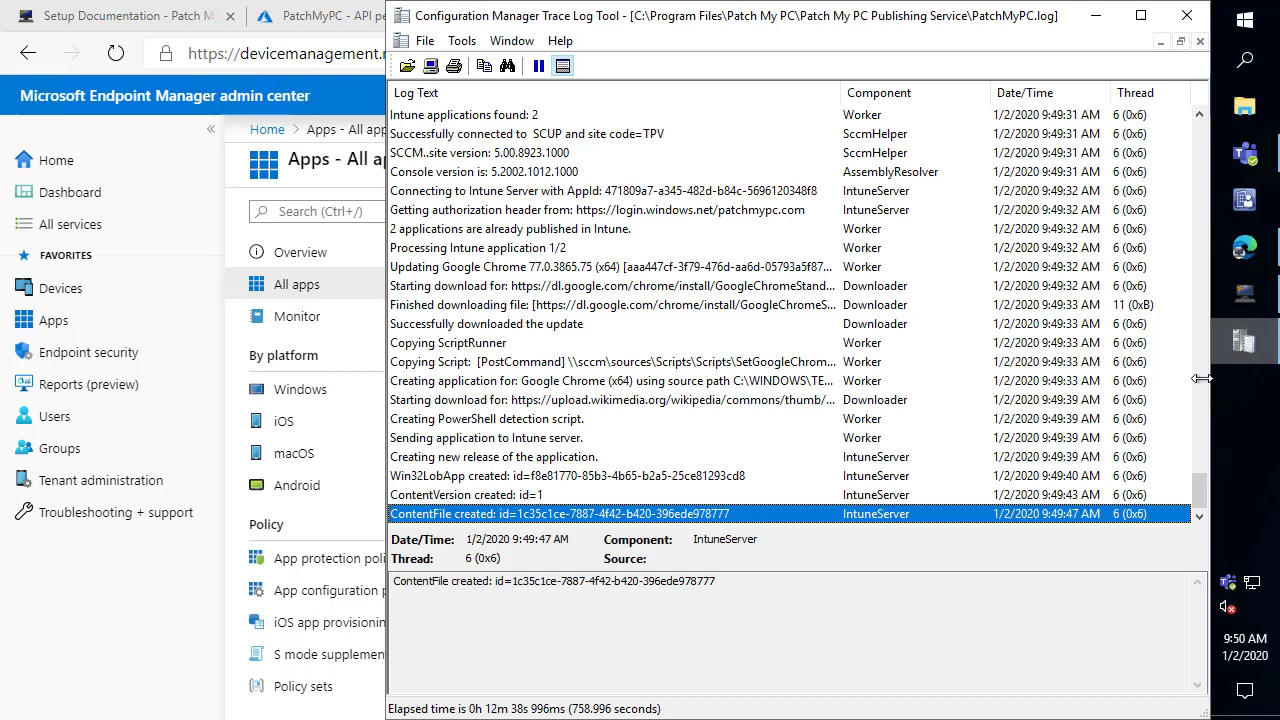 Setup Documentation - Patch M
PatchMyPC - API pe
https://devicemanagement.
Microsoft Endpoint Manager admin center
Home
Dashboard
All services
FAVORITES
Devices
Apps
Endpoint security
Reports (preview)
Users
Groups
Tenant administration
Troubleshooting + support
Home > Apps - All app
Apps - All a
Search (Ctrl+/)
Overview
All apps
Monitor
By platform
Windows
iOS
macOS
Android
Policy
App protection polic
App configuration p
iOS app provisioning
S mode supplement
Policy sets
Configuration Manager Trace Log Tool - [C:\Program Files\Patch My PC\Patch My PC Publishing Service\PatchMyPC.log]
File Tools Window Help
Log Text Component Date/Time Thread
Intune applications found: 2 Worker 1/2/2020 9:49:31 AM 6 (0x6)
Successfully connected to SCUP and site code=TPV SccmHelper 1/2/2020 9:49:31 AM 6 (0x6)
SCCM..site version: 5.00.8923.1000 SccmHelper 1/2/2020 9:49:31 AM 6 (0x6)
Console version is: 5.2002.1012.1000 AssemblyResolver 1/2/2020 9:49:31 AM 6 (0x6)
Connecting to Intune Server with AppId: 471809a7-a345-482d-b84c-5696120348f8 IntuneServer 1/2/2020 9:49:32 AM 6 (0x6)
Getting authorization header from: https://login.windows.net/patchmypc.com IntuneServer 1/2/2020 9:49:32 AM 6 (0x6)
2 applications are already published in Intune. Worker 1/2/2020 9:49:32 AM 6 (0x6)
Processing Intune application 1/2 Worker 1/2/2020 9:49:32 AM 6 (0x6)
Updating Google Chrome 77.0.3865.75 (x64) [aaa447cf-3f79-476d-aa6d-05793a5f87... Worker 1/2/2020 9:49:32 AM 6 (0x6)
Starting download for: https://dl.google.com/chrome/install/GoogleChromeStand... Downloader 1/2/2020 9:49:32 AM 6 (0x6)
Finished downloading file: [https://dl.google.com/chrome/install/GoogleChromeS... Downloader 1/2/2020 9:49:33 AM 11 (0xB)
Successfully downloaded the update Downloader 1/2/2020 9:49:33 AM 6 (0x6)
Copying ScriptRunner Worker 1/2/2020 9:49:33 AM 6 (0x6)
Copying Script: [PostCommand] \\sccm\sources\Scripts\Scripts\SetGoogleChrom... Worker 1/2/2020 9:49:33 AM 6 (0x6)
Creating application for: Google Chrome (x64) using source path C:\WINDOWS\TE... Worker 1/2/2020 9:49:33 AM 6 (0x6)
Starting download for: https://upload.wikimedia.org/wikipedia/commons/thumb/... Downloader 1/2/2020 9:49:39 AM 6 (0x6)
Creating PowerShell detection script. Worker 1/2/2020 9:49:39 AM 6 (0x6)
Sending application to Intune server. Worker 1/2/2020 9:49:39 AM 6 (0x6)
Creating new release of the application. IntuneServer 1/2/2020 9:49:39 AM 6 (0x6)
Win32LobApp created: id=f8e81770-85b3-4b65-b2a5-25ce81293cd8 IntuneServer 1/2/2020 9:49:40 AM 6 (0x6)
ContentVersion created: id=1 IntuneServer 1/2/2020 9:49:43 AM 6 (0x6)
ContentFile created: id=1c35c1ce-7887-4f42-b420-396ede978777 IntuneServer 1/2/2020 9:49:47 AM 6 (0x6)
Date/Time: 1/2/2020 9:49:47 AM Component: IntuneServer
Thread: 6 (0x6) Source:
ContentFile created: id=1c35c1ce-7887-4f42-b420-396ede978777
Elapsed time is 0h 12m 38s 996ms (758.996 seconds)
9:50 AM
1/2/2020